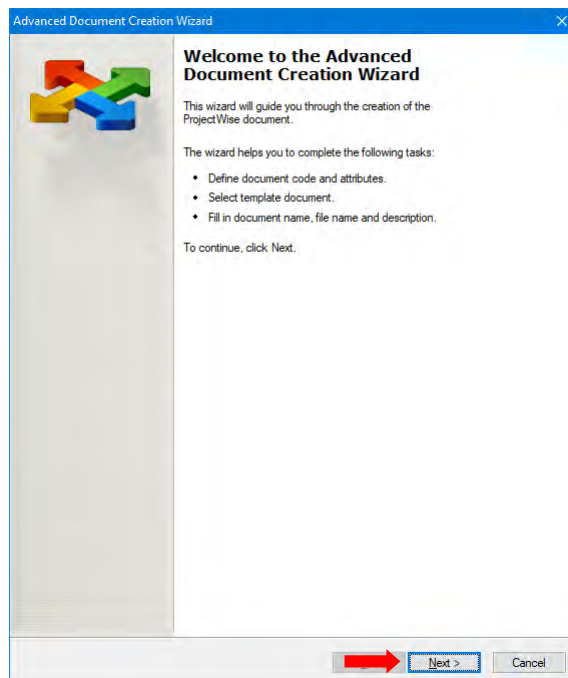 Advanced Document Creation Wizard
Welcome to the Advanced
Document Creation Wizard
This wizard will guide you through the creation of the
ProjectWise document.
The wizard helps you to complete the following tasks:
• Define document code and attributes.
• Select template document.
• Fill in document name, file name and description.
To continue, click Next.
Next > Cancel